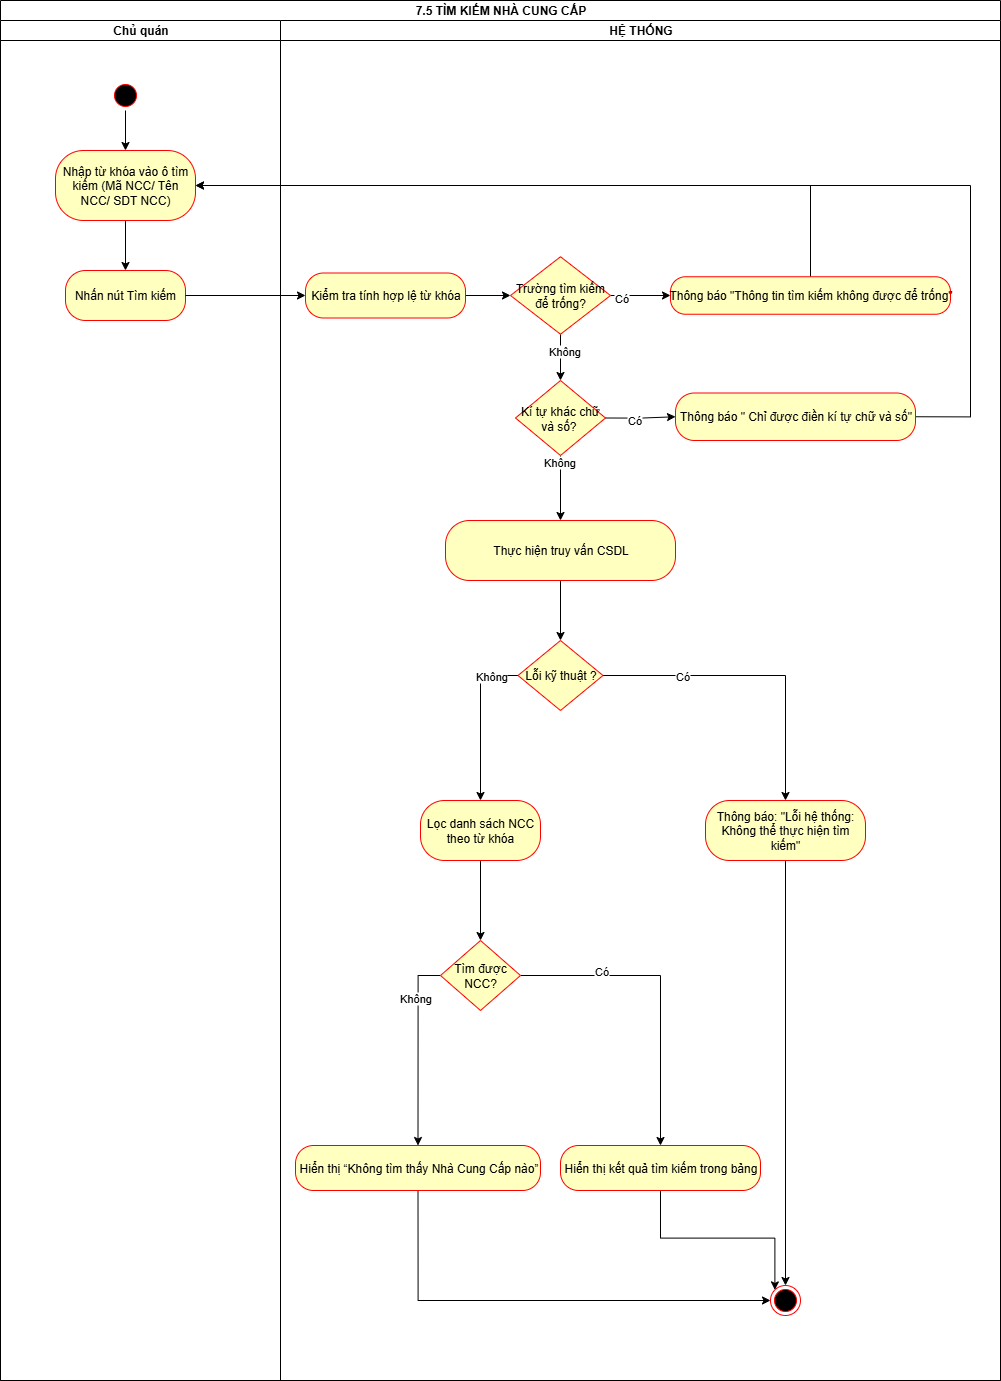 7.5 TÌM KIẾM NHÀ CUNG CẤP
Chủ quán
HỆ THỐNG
Nhập từ khóa vào ô tìm
kiếm (Mã NCC/ Tên
NCC/ SDT NCC)
Nhấn nút Tìm kiếm
Kiểm tra tính hợp lệ từ khóa
Trường tìm kiếm
để trống?
Có
Thông báo "Thông tin tìm kiếm không được để trống"
Không
Kí tự khác chữ
và số?
Có
Thông báo " Chỉ được điền kí tự chữ và số"
Không
Thực hiện truy vấn CSDL
Không
Lỗi kỹ thuật ?
Có
Lọc danh sách NCC
theo từ khóa
Thông báo: "Lỗi hệ thống:
Không thể thực hiện tìm
kiếm"
Tìm được
NCC?
Có
Không
Hiển thị “Không tìm thấy Nhà Cung Cấp nào”
Hiển thị kết quả tìm kiếm trong bảng